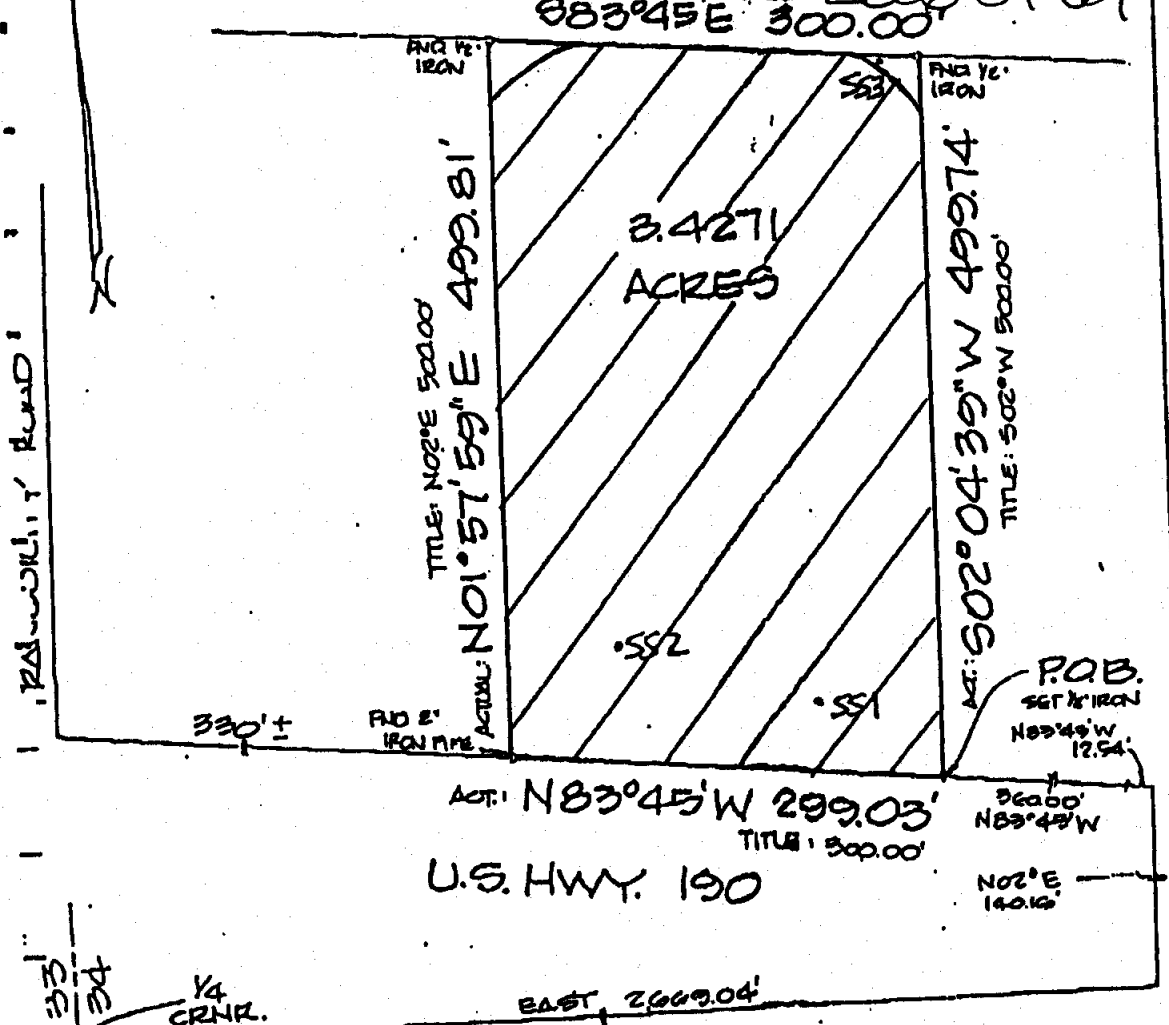 S83°45'E 300.00'
FND ½" IRON
FND ½" IRON
SS3
3.4271
ACRES
TITLE: N02°E 500.00'
ACTUAL: N01°57'59"E 499.81'
ACT.: S02°04'39"W 499.74'
TITLE: S02°W 500.00'
ROAD
N
•SS2
•SS1
P.O.B.
SET ½" IRON
N83°45'W
12.54'
330'±
FND 2"
IRON PIPE
ACT.: N83°45'W 299.03'
TITLE: 300.00'
360.00'
N83°45'W
U.S. HWY. 190
N02°E
140.16'
33
34
1/4
CRNR.
EAST 2,669.04'